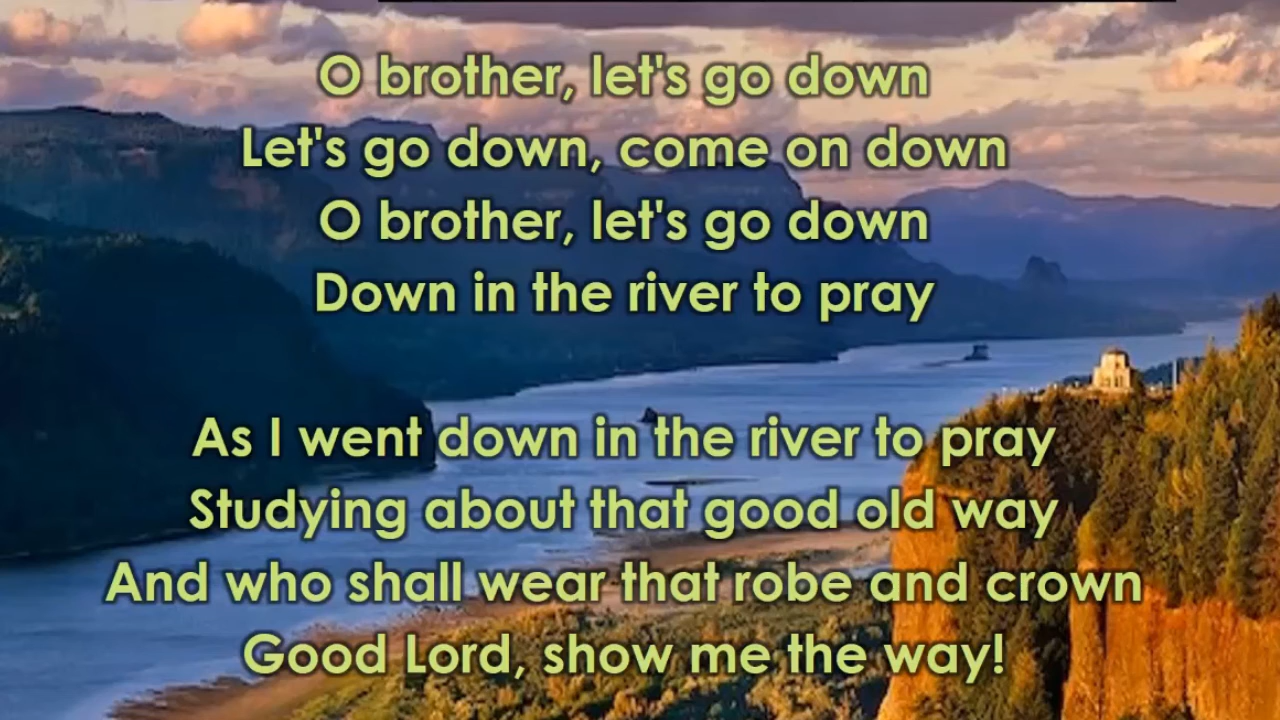 O brother, let's go down
Let's go down, come on down
O brother, let's go down
Down in the river to pray
As I went down in the river to pray
Studying about that good old way
And who shall wear that robe and crown
Good Lord, show me the way!